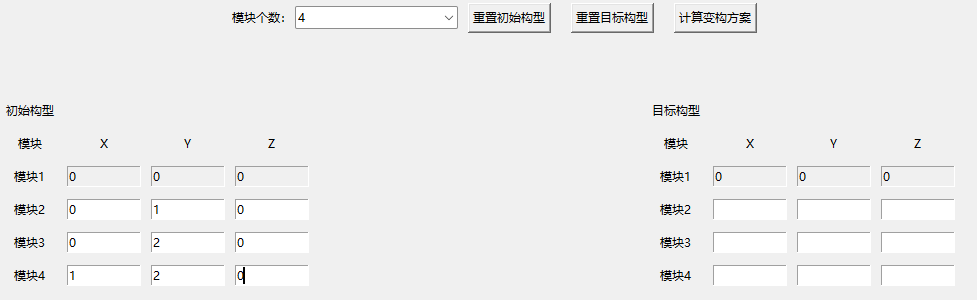 模块个数： 4 重置初始构型 重置目标构型 计算变构方案
初始构型 目标构型
模块 X Y Z 模块 X Y Z
模块1 0 0 0 模块1 0 0 0
模块2 0 1 0 模块2
模块3 0 2 0 模块3
模块4 1 2 0 模块4